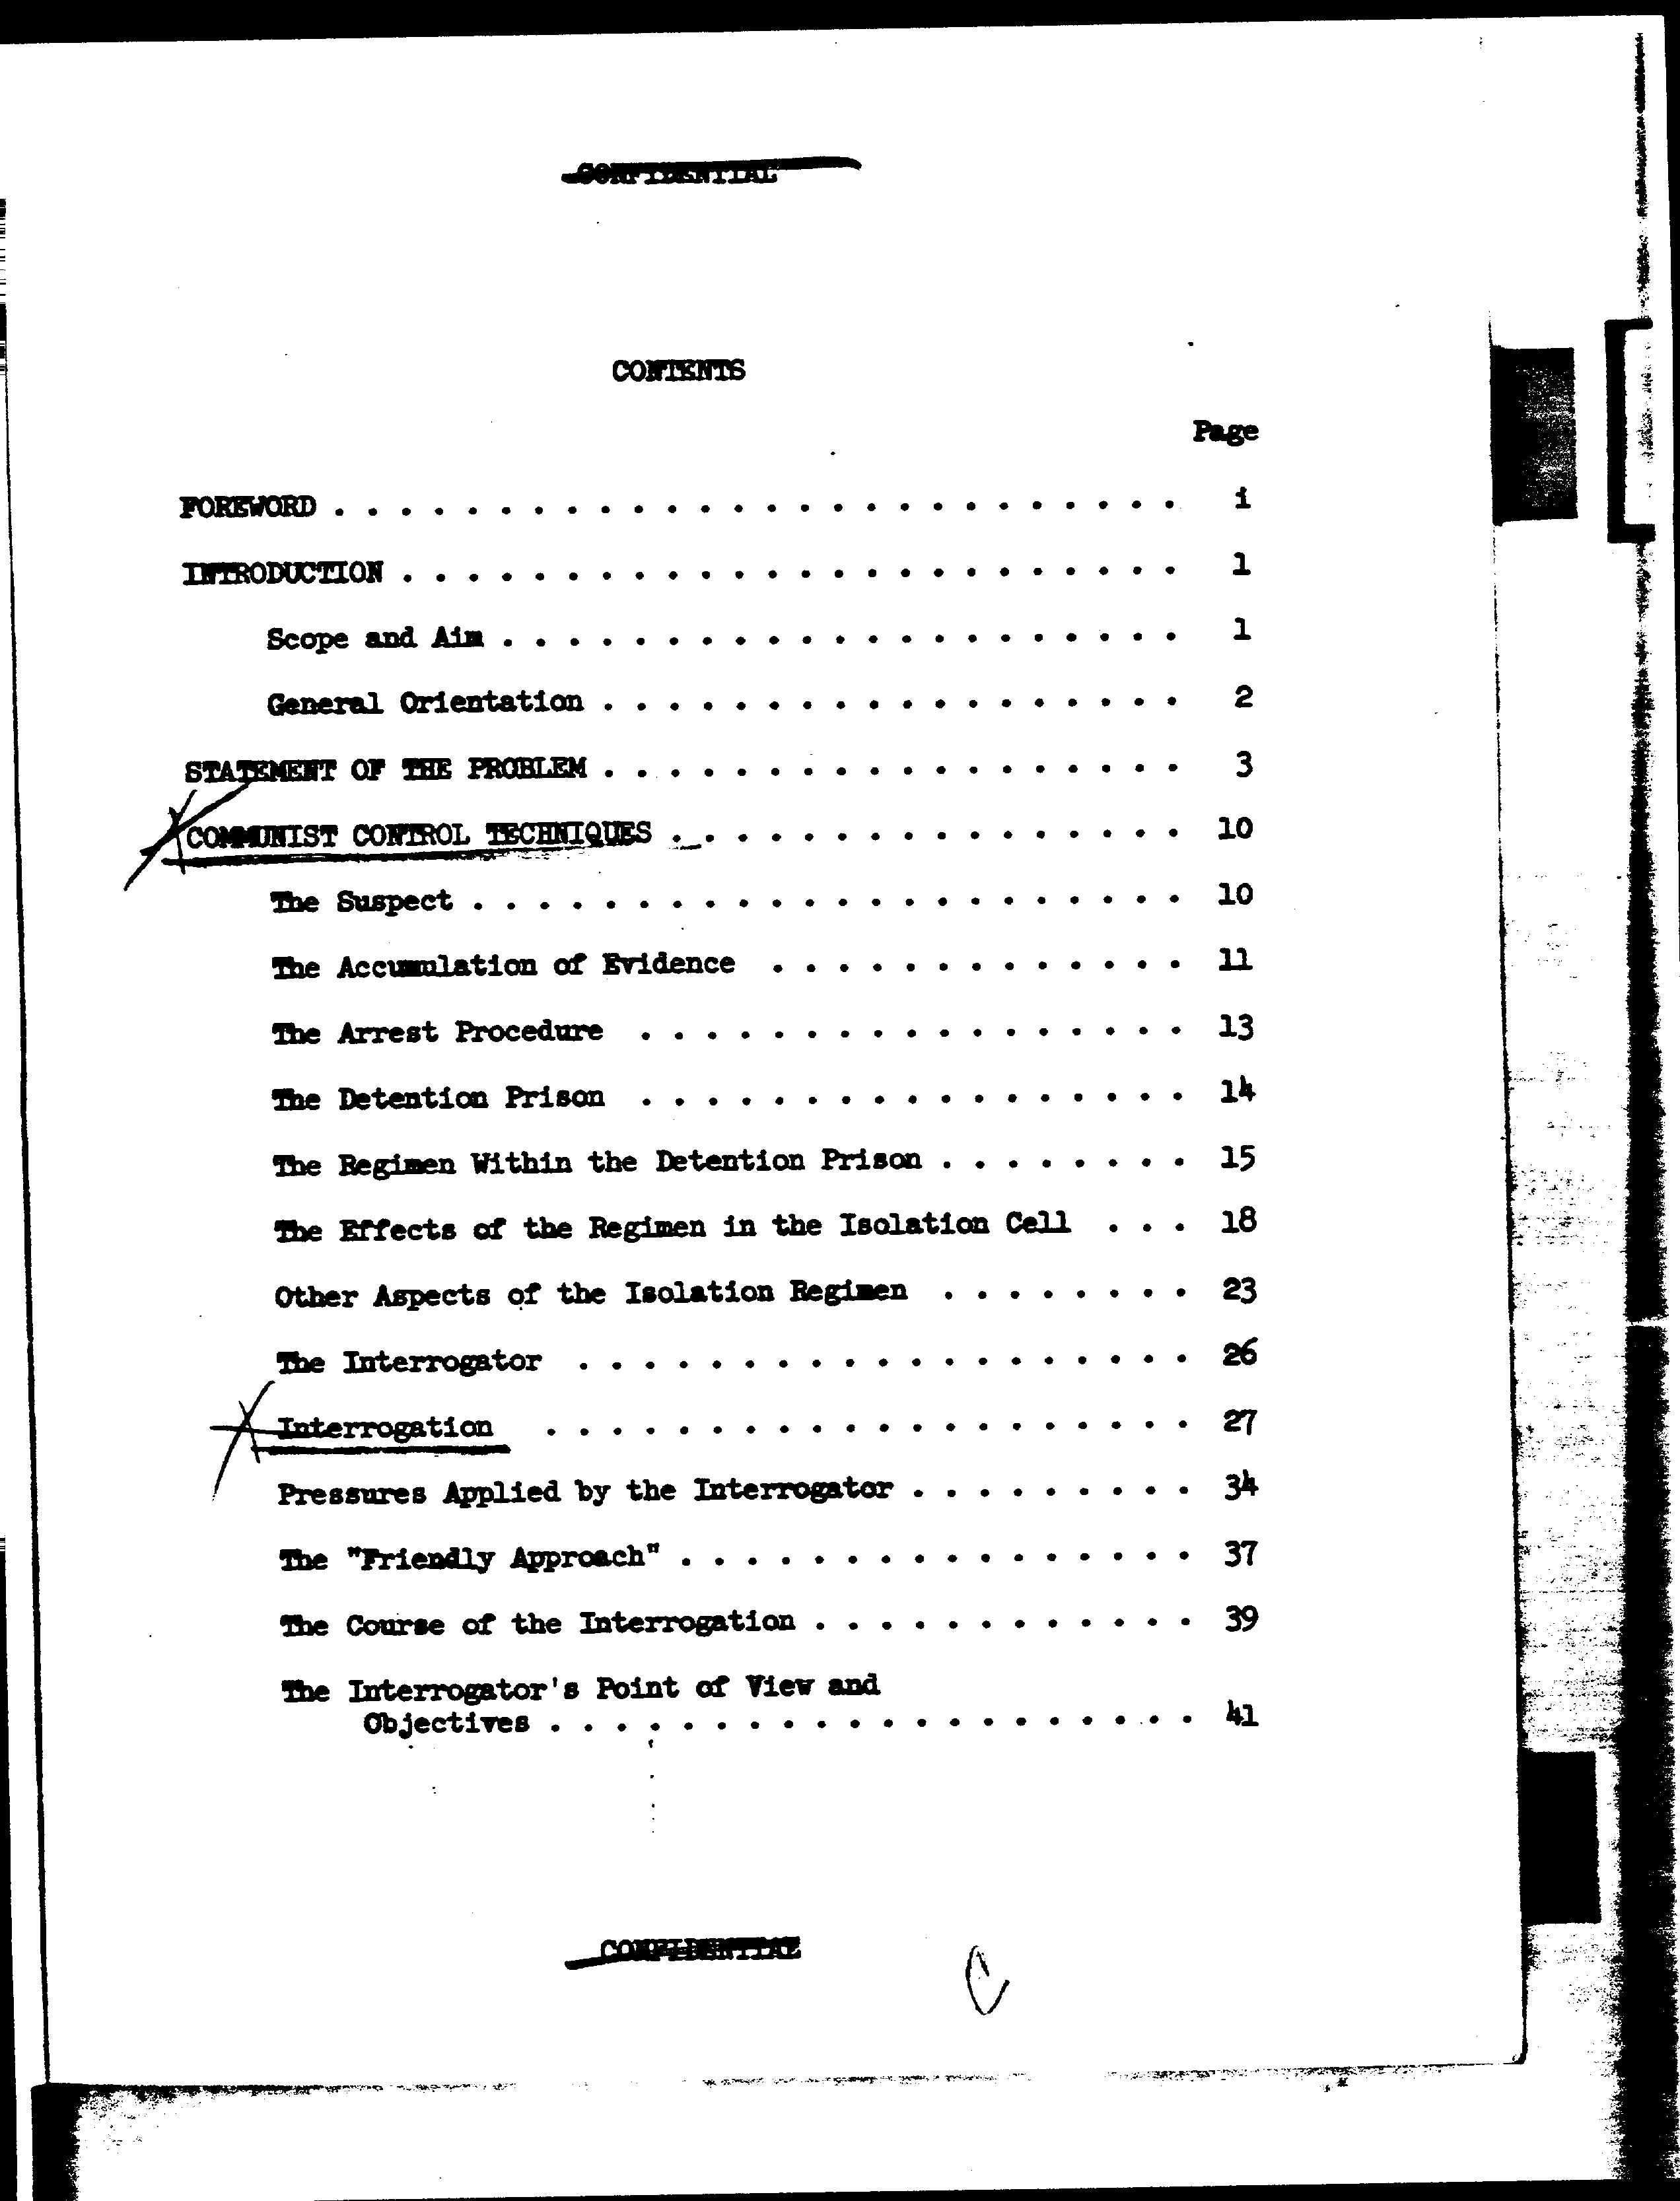 CONFIDENTIAL
CONTENTS
Page
FOREWORD . . . . . . . . . . . . . . . . . . . . . . . . . . i
INTRODUCTION . . . . . . . . . . . . . . . . . . . . . . . . 1
Scope and Aim . . . . . . . . . . . . . . . . . . . . . 1
General Orientation . . . . . . . . . . . . . . . . . . 2
STATEMENT OF THE PROBLEM . . . . . . . . . . . . . . . . . . 3
COMMUNIST CONTROL TECHNIQUES . . . . . . . . . . . . . . . . 10
The Suspect . . . . . . . . . . . . . . . . . . . . . . 10
The Accumulation of Evidence . . . . . . . . . . . . . 11
The Arrest Procedure . . . . . . . . . . . . . . . . . 13
The Detention Prison . . . . . . . . . . . . . . . . . 14
The Regimen Within the Detention Prison . . . . . . . . 15
The Effects of the Regimen in the Isolation Cell . . . 18
Other Aspects of the Isolation Regimen . . . . . . . . 23
The Interrogator . . . . . . . . . . . . . . . . . . . 26
Interrogation . . . . . . . . . . . . . . . . . . . . 27
Pressures Applied by the Interrogator . . . . . . . . . 34
The "Friendly Approach" . . . . . . . . . . . . . . . . 37
The Course of the Interrogation . . . . . . . . . . . . 39
The Interrogator's Point of View and
Objectives . . . . . . . . . . . . . . . . . . . . 41
CONFIDENTIAL
C